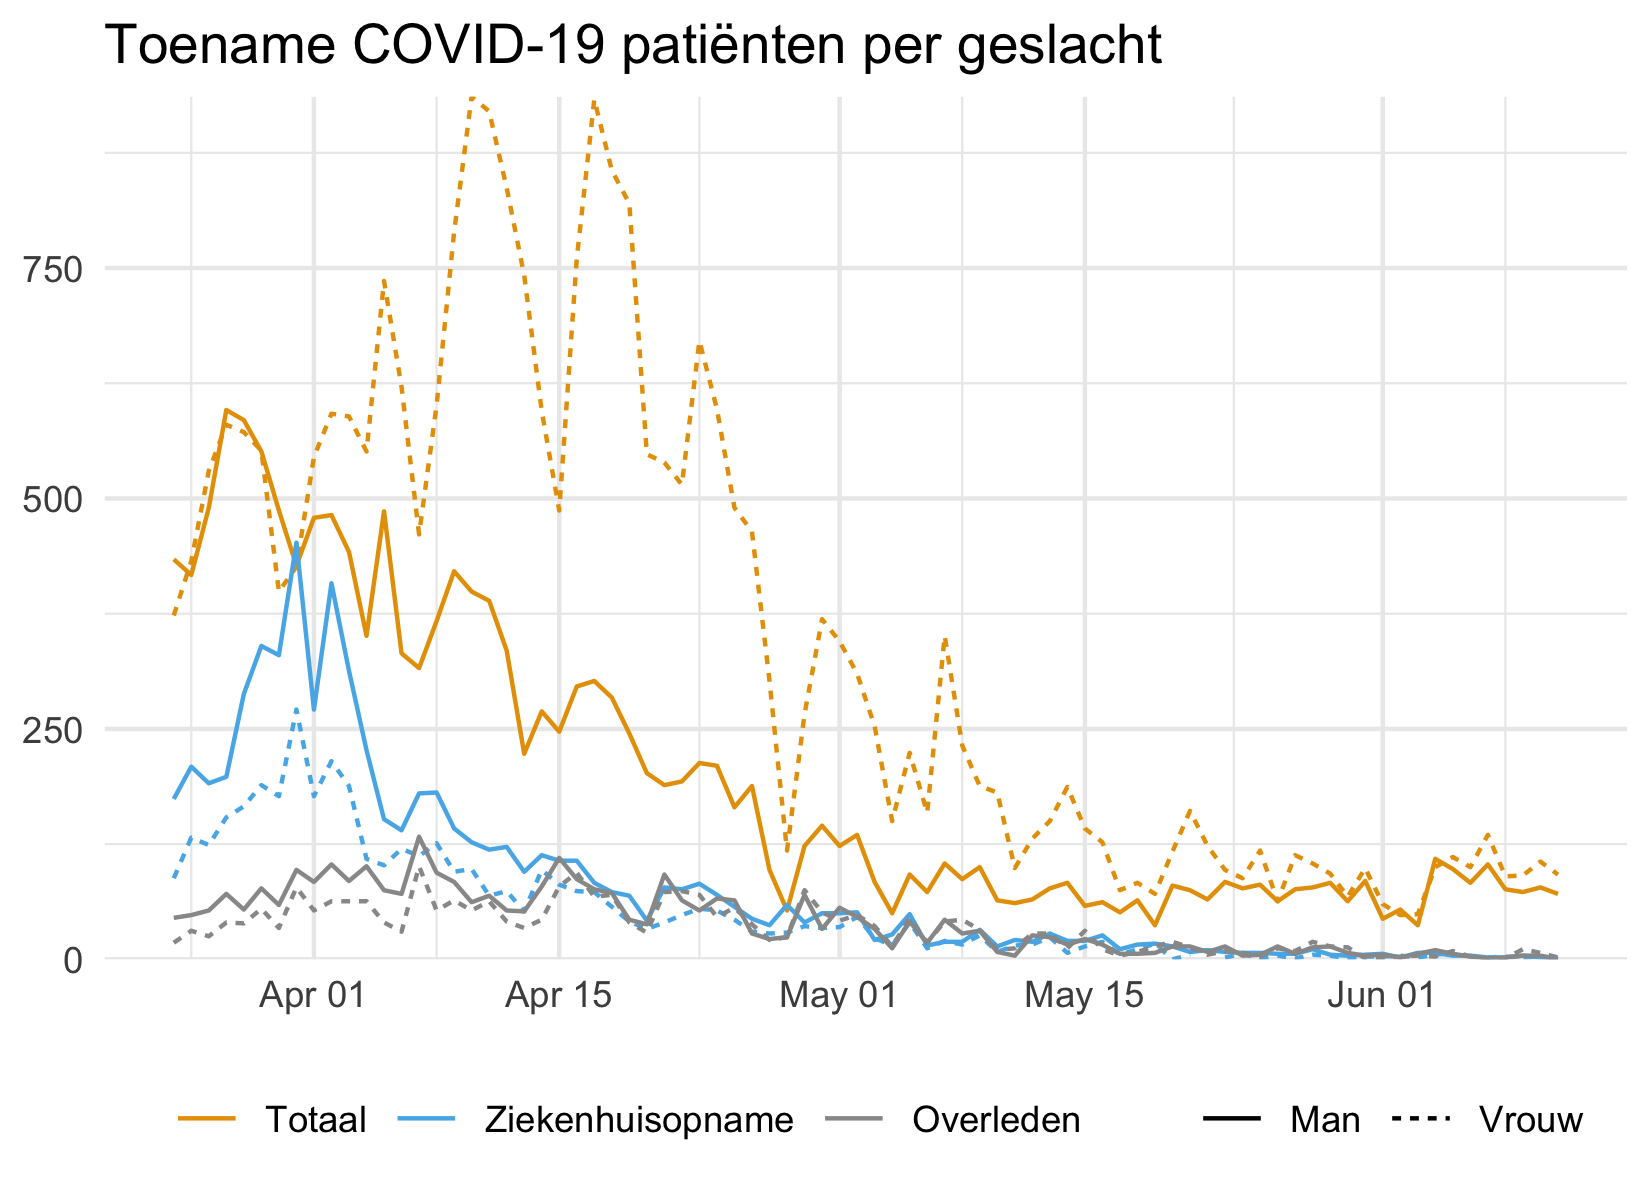 Toename COVID-19 patiënten per geslacht
750
500
250
0
Apr 01 Apr 15 May 01 May 15 Jun 01
Totaal Ziekenhuisopname Overleden Man Vrouw